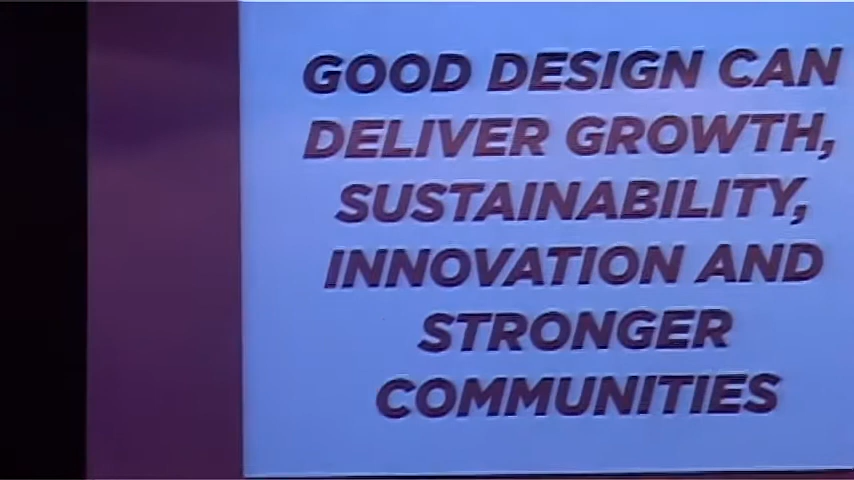 GOOD DESIGN CAN
DELIVER GROWTH,
SUSTAINABILITY,
INNOVATION AND
STRONGER
COMMUNITIES